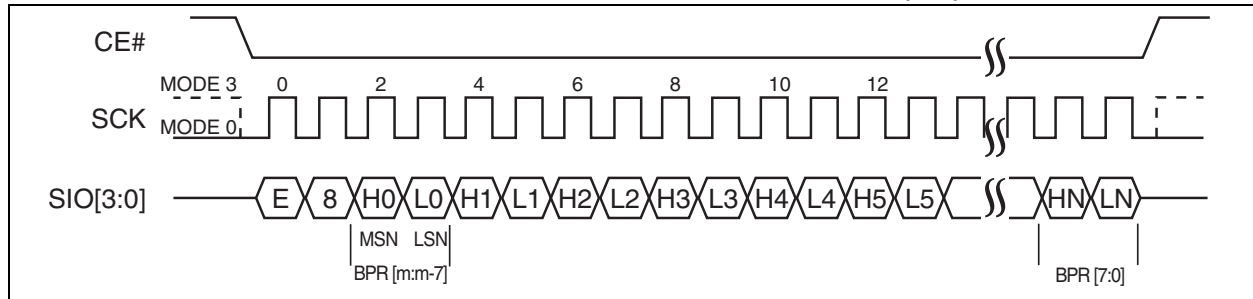 CE#
MODE 3 0 2 4 6 8 10 12
SCK
MODE 0
SIO[3:0] E 8 H0 L0 H1 L1 H2 L2 H3 L3 H4 L4 H5 L5 HN LN
MSN LSN
BPR [m:m-7] BPR [7:0]